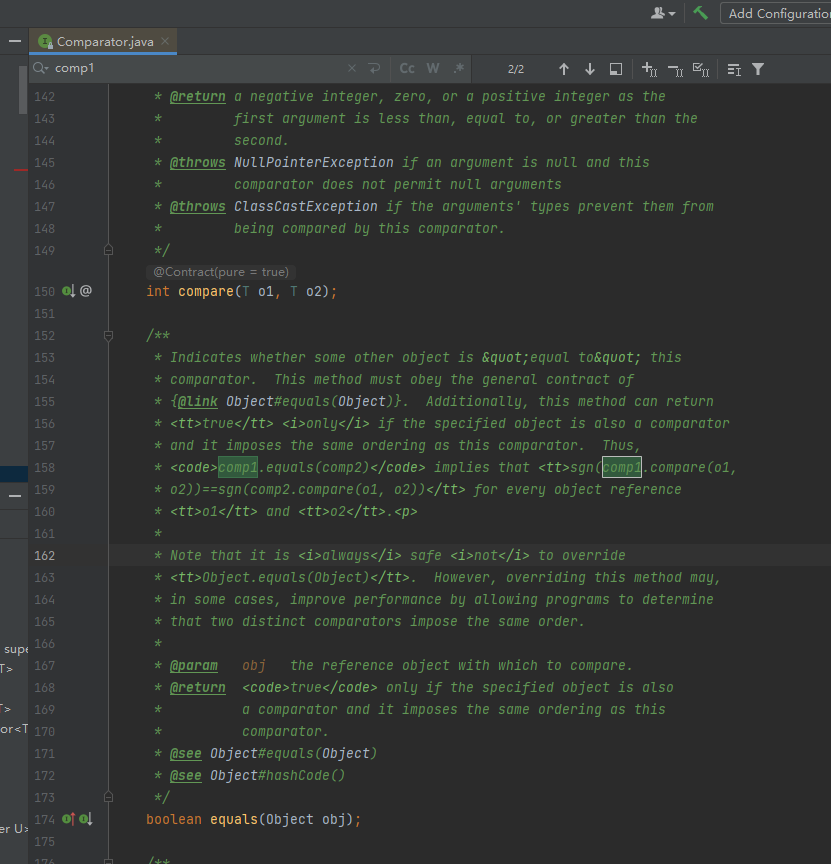 Add Configuration
Comparator.java
comp1
Cc W .*
2/2
142 * @return a negative integer, zero, or a positive integer as the
143 * first argument is less than, equal to, or greater than the
144 * second.
145 * @throws NullPointerException if an argument is null and this
146 * comparator does not permit null arguments
147 * @throws ClassCastException if the arguments' types prevent them from
148 * being compared by this comparator.
149 */
@Contract(pure = true)
150 @ int compare(T o1, T o2);
151
152 /**
153 * Indicates whether some other object is &quot;equal to&quot; this
154 * comparator.  This method must obey the general contract of
155 * {@link Object#equals(Object)}.  Additionally, this method can return
156 * <tt>true</tt> <i>only</i> if the specified object is also a comparator
157 * and it imposes the same ordering as this comparator.  Thus,
158 * <code>comp1.equals(comp2)</code> implies that <tt>sgn(comp1.compare(o1,
159 * o2))==sgn(comp2.compare(o1, o2))</tt> for every object reference
160 * <tt>o1</tt> and <tt>o2</tt>.<p>
161 *
162 * Note that it is <i>always</i> safe <i>not</i> to override
163 * <tt>Object.equals(Object)</tt>.  However, overriding this method may,
164 * in some cases, improve performance by allowing programs to determine
165 * that two distinct comparators impose the same order.
166 *
167 * @param   obj   the reference object with which to compare.
168 * @return  <code>true</code> only if the specified object is also
169 * a comparator and it imposes the same ordering as this
170 * comparator.
171 * @see Object#equals(Object)
172 * @see Object#hashCode()
173 */
174 boolean equals(Object obj);
175
176 /**
supe
T>
T>
or<T
er U>